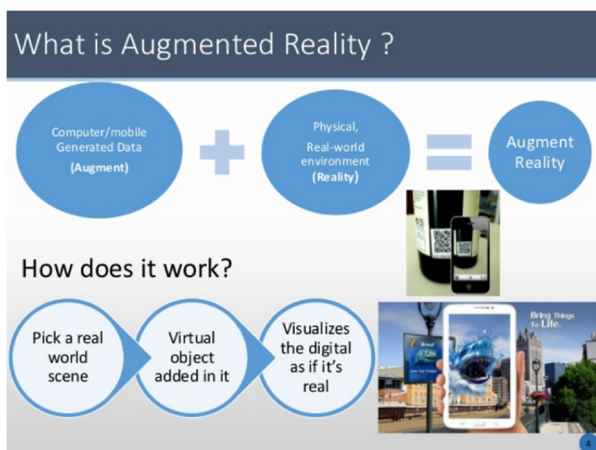 What is Augmented Reality ?
Computer/mobile
Generated Data
(Augment)
Physical,
Real-world
environment
(Reality)
Augment
Reality
How does it work?
Pick a real
world
scene
Virtual
object
added in it
Visualizes
the digital
as if it's
real
Bring Things
To Life.
4